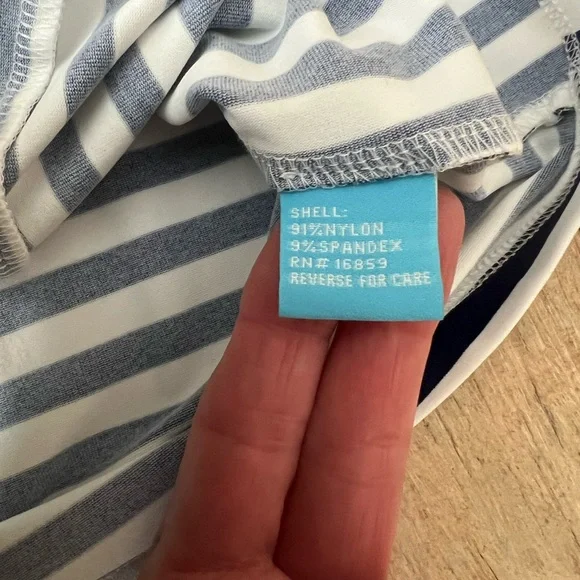 SHELL:
91%NYLON
9%SPANDEX
RN# 16859
REVERSE FOR CARE